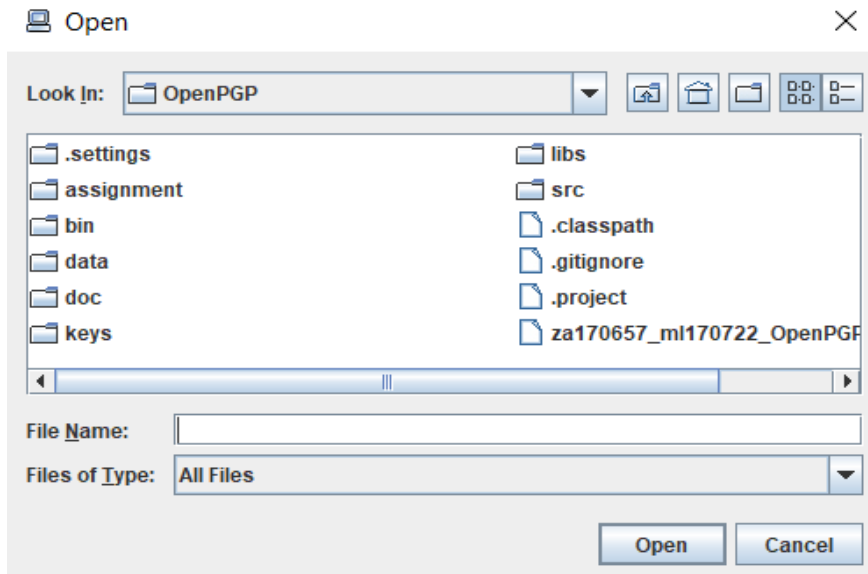 Open
Look In: OpenPGP
.settings
assignment
bin
data
doc
keys
libs
src
.classpath
.gitignore
.project
za170657_ml170722_OpenPGP
File Name:
Files of Type: All Files
Open Cancel